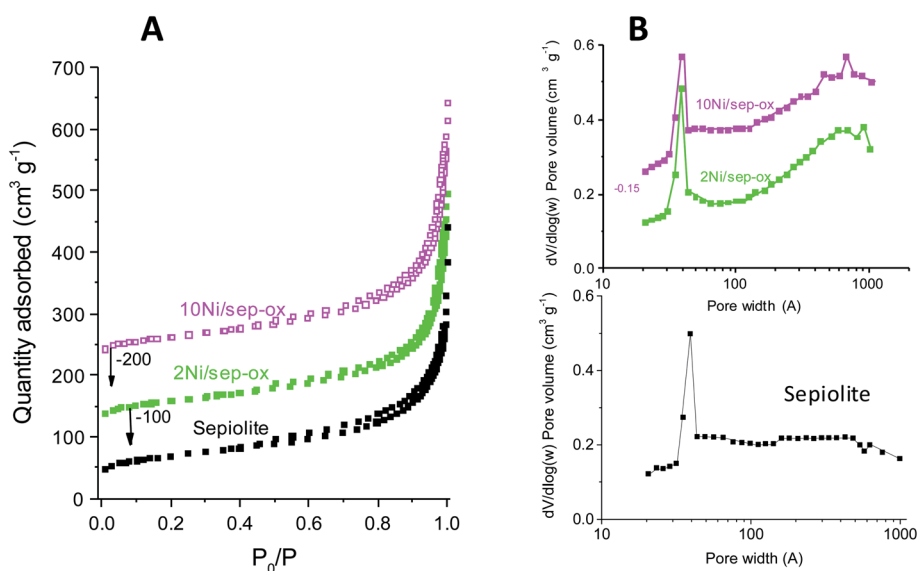 A
Quantity adsorbed (cm³ g⁻¹)
700
600
500
400
300
200
100
0
10Ni/sep-ox
-200
2Ni/sep-ox
-100
Sepiolite
0.0
0.2
0.4
0.6
0.8
1.0
P₀/P
B
dV/dlog(w) Pore volume (cm³ g⁻¹)
0.6
0.4
0.2
0.0
10Ni/sep-ox
-0.15
2Ni/sep-ox
10
100
1000
Pore width (A)
dV/dlog(w) Pore volume (cm³ g⁻¹)
0.6
0.4
0.2
0.0
Sepiolite
10
100
1000
Pore width (A)